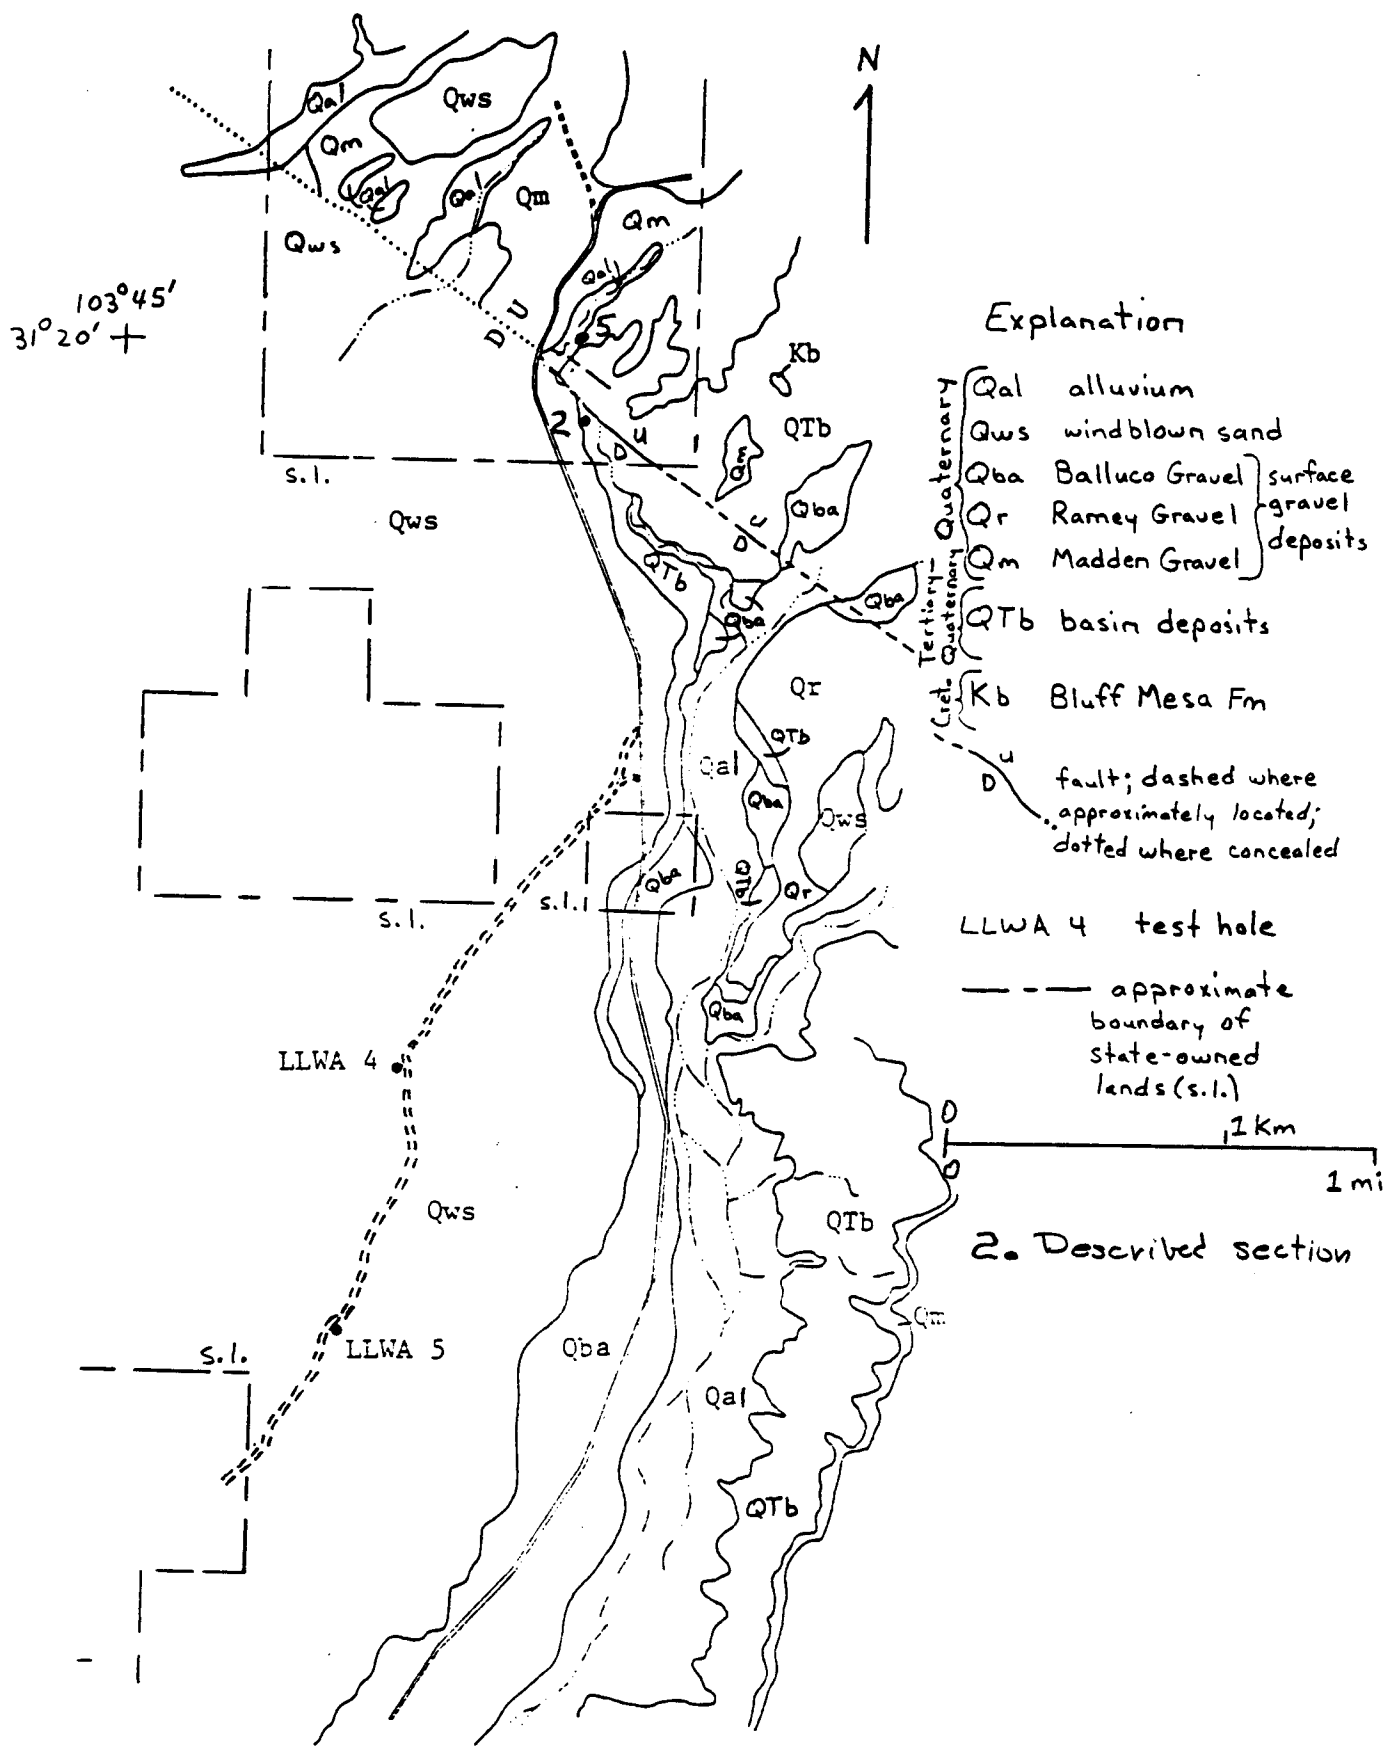 N
Qal
Qws
Qm
Qal
Qal
Qm
Qm
Qws
Qal
103°45'
31°20'
D U
5
Kb
2
D U
QTb
Qm
s.l.
Qws
Qba
D U
QTb
Qba
Qba
Qr
QTb
Qal
Qba
Qws
Qba
QTb
Qr
s.l.
s.l.
Qba
LLWA 4
Qws
QTb
Qm
LLWA 5
s.l.
Qba
Qal
QTb
Explanation
Quaternary
Qal alluvium
Qws windblown sand
Qba Balluco Gravel
Qr Ramey Gravel
Qm Madden Gravel
surface
gravel
deposits
Tertiary-
Quaternary
QTb basin deposits
Cret.
Kb Bluff Mesa Fm
D U
fault; dashed where
approximately located;
dotted where concealed
LLWA 4 test hole
approximate
boundary of
state-owned
lands (s.l.)
0
1 Km
0
1 mi
2. Described section